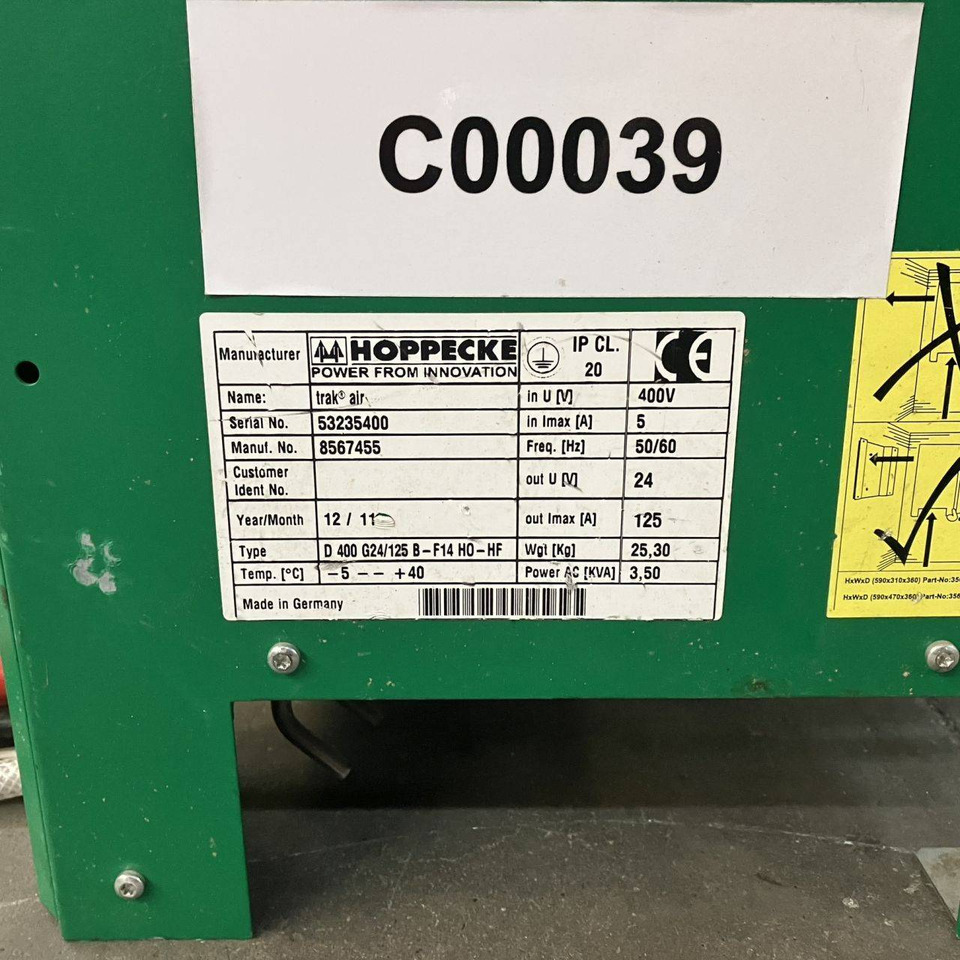 C00039
Manufacturer HOPPECKE IP CL. CE
POWER FROM INNOVATION 20
Name: trak® air in U [V] 400V
Serial No. 53235400 in Imax [A] 5
Manuf. No. 8567455 Freq. [Hz] 50/60
Customer
Ident No. out U [V] 24
Year/Month 12 / 11 out Imax [A] 125
Type D 400 G24/125 B-F14 HO-HF Wgt [Kg] 25,30
Temp. [°C] -5 -- +40 Power AC [KVA] 3,50
Made in Germany
HxWxD (590x310x360) Part-No:356
HxWxD (590x470x360) Part-No:356